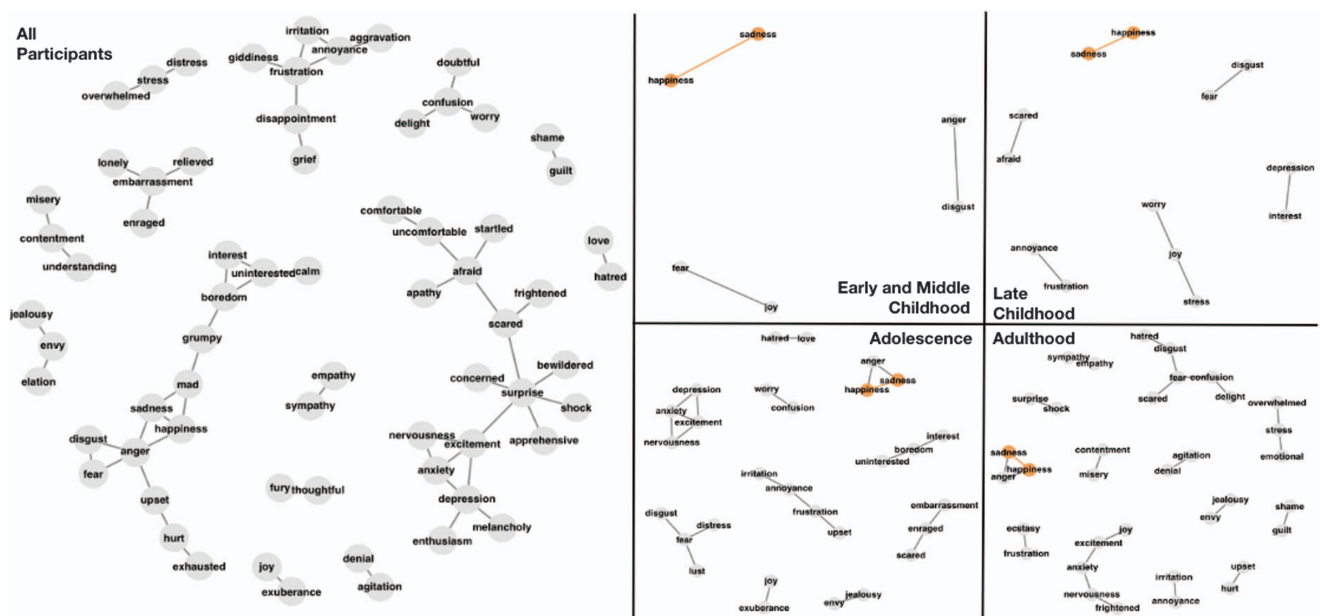 All
Participants
irritation
aggravation
annoyance
giddiness
frustration
distress
stress
overwhelmed
doubtful
confusion
delight
worry
disappointment
grief
shame
guilt
lonely
relieved
embarrassment
enraged
misery
contentment
understanding
comfortable
uncomfortable
startled
afraid
apathy
frightened
scared
love
hatred
interest
uninterested
calm
boredom
grumpy
jealousy
envy
elation
mad
sadness
happiness
disgust
anger
fear
upset
hurt
exhausted
empathy
sympathy
concerned
bewildered
surprise
shock
apprehensive
nervousness
excitement
anxiety
depression
melancholy
enthusiasm
fury
thoughtful
joy
exuberance
denial
agitation
sadness
happiness
anger
disgust
fear
joy
Early and Middle
Childhood
happiness
sadness
disgust
fear
scared
afraid
depression
interest
worry
joy
stress
annoyance
frustration
Late
Childhood
Adolescence
hatred
love
anger
sadness
happiness
depression
anxiety
excitement
nervousness
worry
confusion
interest
boredom
uninterested
irritation
annoyance
frustration
upset
disgust
distress
fear
lust
embarrassment
enraged
scared
joy
exuberance
jealousy
envy
Adulthood
hatred
disgust
sympathy
empathy
fear
confusion
scared
delight
surprise
shock
overwhelmed
stress
emotional
sadness
happiness
anger
contentment
misery
agitation
denial
jealousy
envy
shame
guilt
ecstasy
frustration
joy
excitement
anxiety
nervousness
frightened
irritation
annoyance
upset
hurt